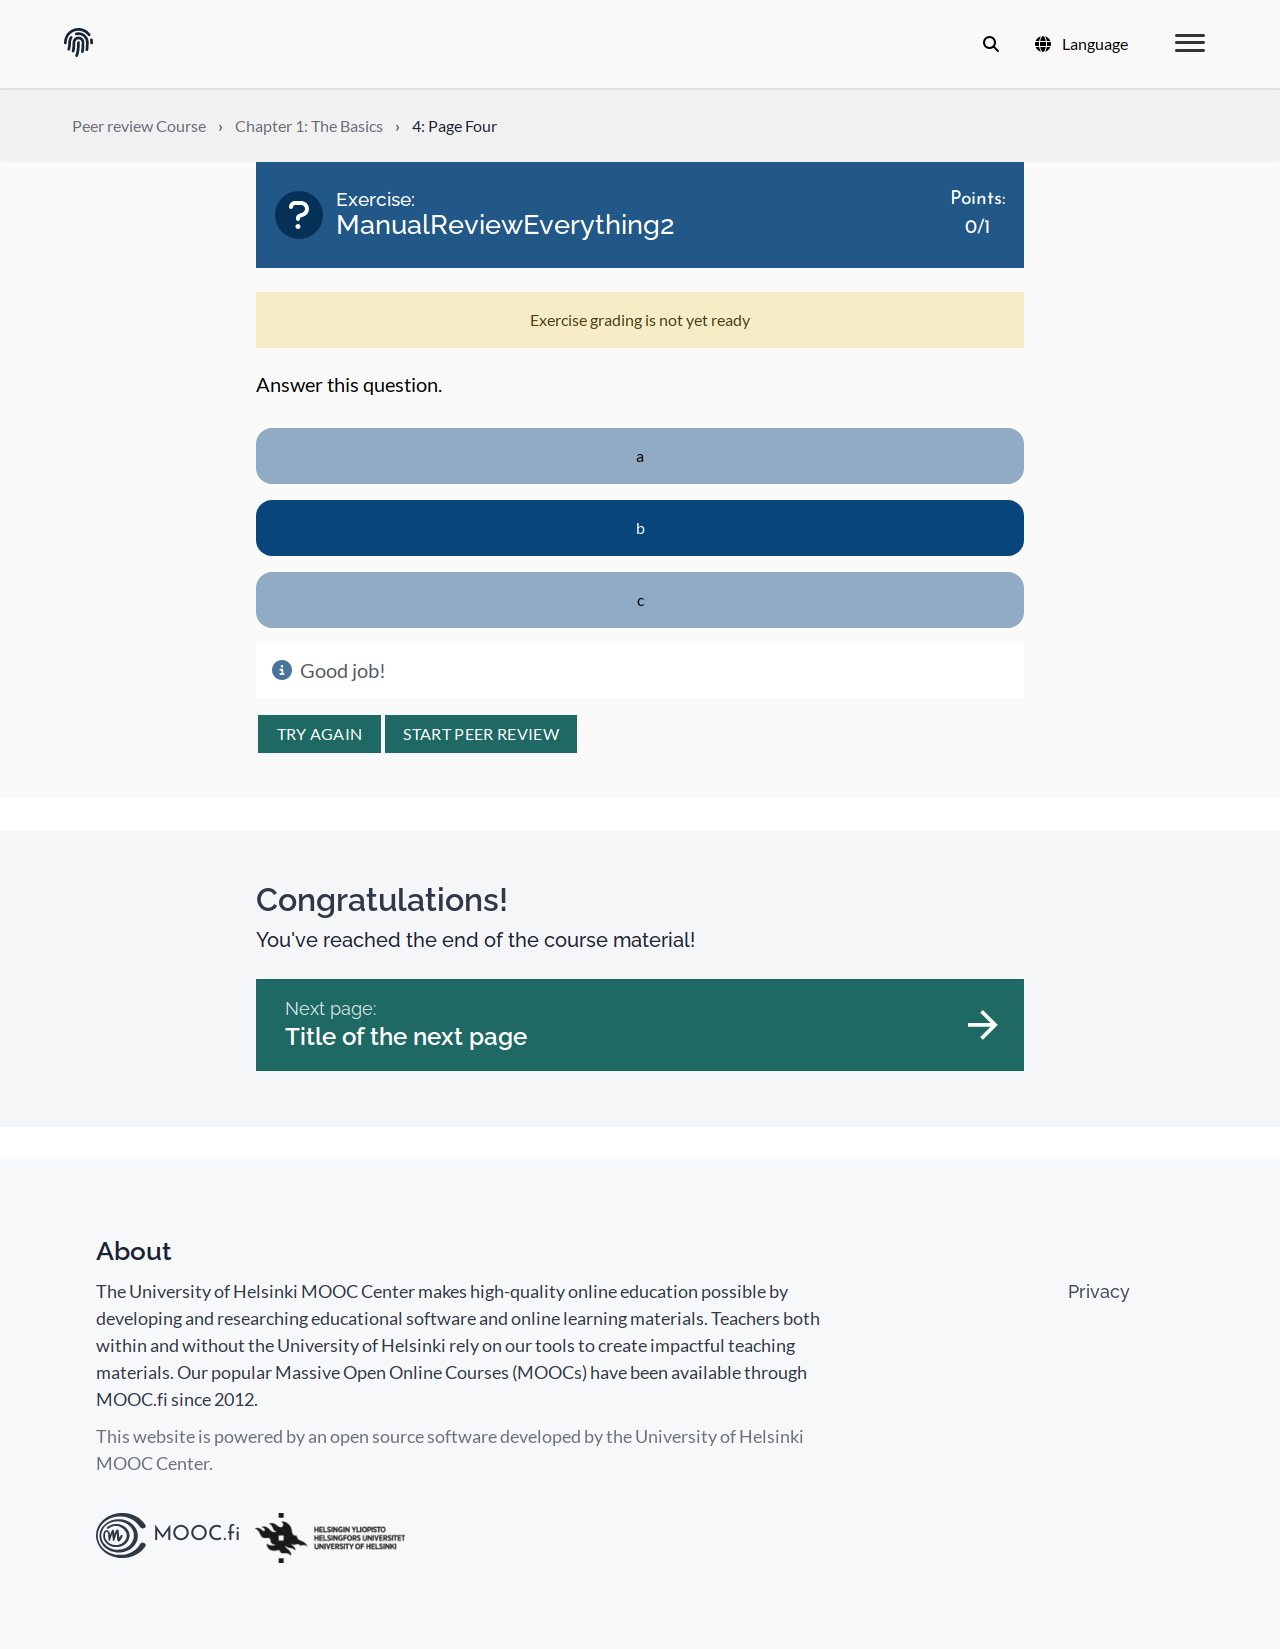 Language
Peer review Course › Chapter 1: The Basics › 4: Page Four
Exercise:
ManualReviewEverything2
Points:
0/1
Exercise grading is not yet ready
Answer this question.
a
b
c
Good job!
TRY AGAIN
START PEER REVIEW
Congratulations!
You've reached the end of the course material!
Next page:
Title of the next page
About
The University of Helsinki MOOC Center makes high-quality online education possible by
developing and researching educational software and online learning materials. Teachers both
within and without the University of Helsinki rely on our tools to create impactful teaching
materials. Our popular Massive Open Online Courses (MOOCs) have been available through
MOOC.fi since 2012.
This website is powered by an open source software developed by the University of Helsinki
MOOC Center.
Privacy
MOOC.fi
HELSINGIN YLIOPISTO
HELSINGFORS UNIVERSITET
UNIVERSITY OF HELSINKI